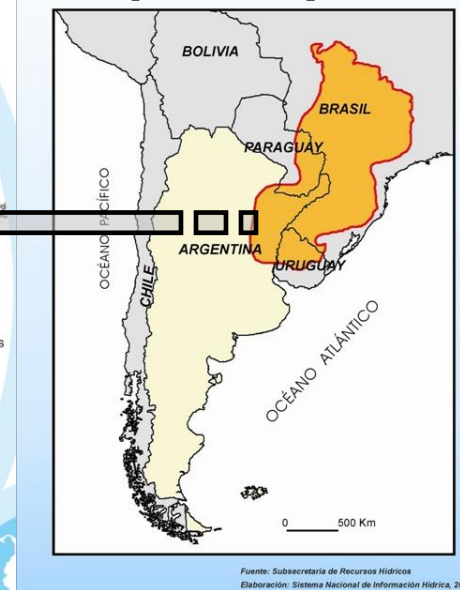 BOLIVIA
BRASIL
PARAGUAY
OCÉANO PACÍFICO
ARGENTINA
URUGUAY
CHILE
OCÉANO ATLÁNTICO
0 500 Km
Fuente: Subsecretaría de Recursos Hídricos
Elaboración: Sistema Nacional de Información Hídrica, 20